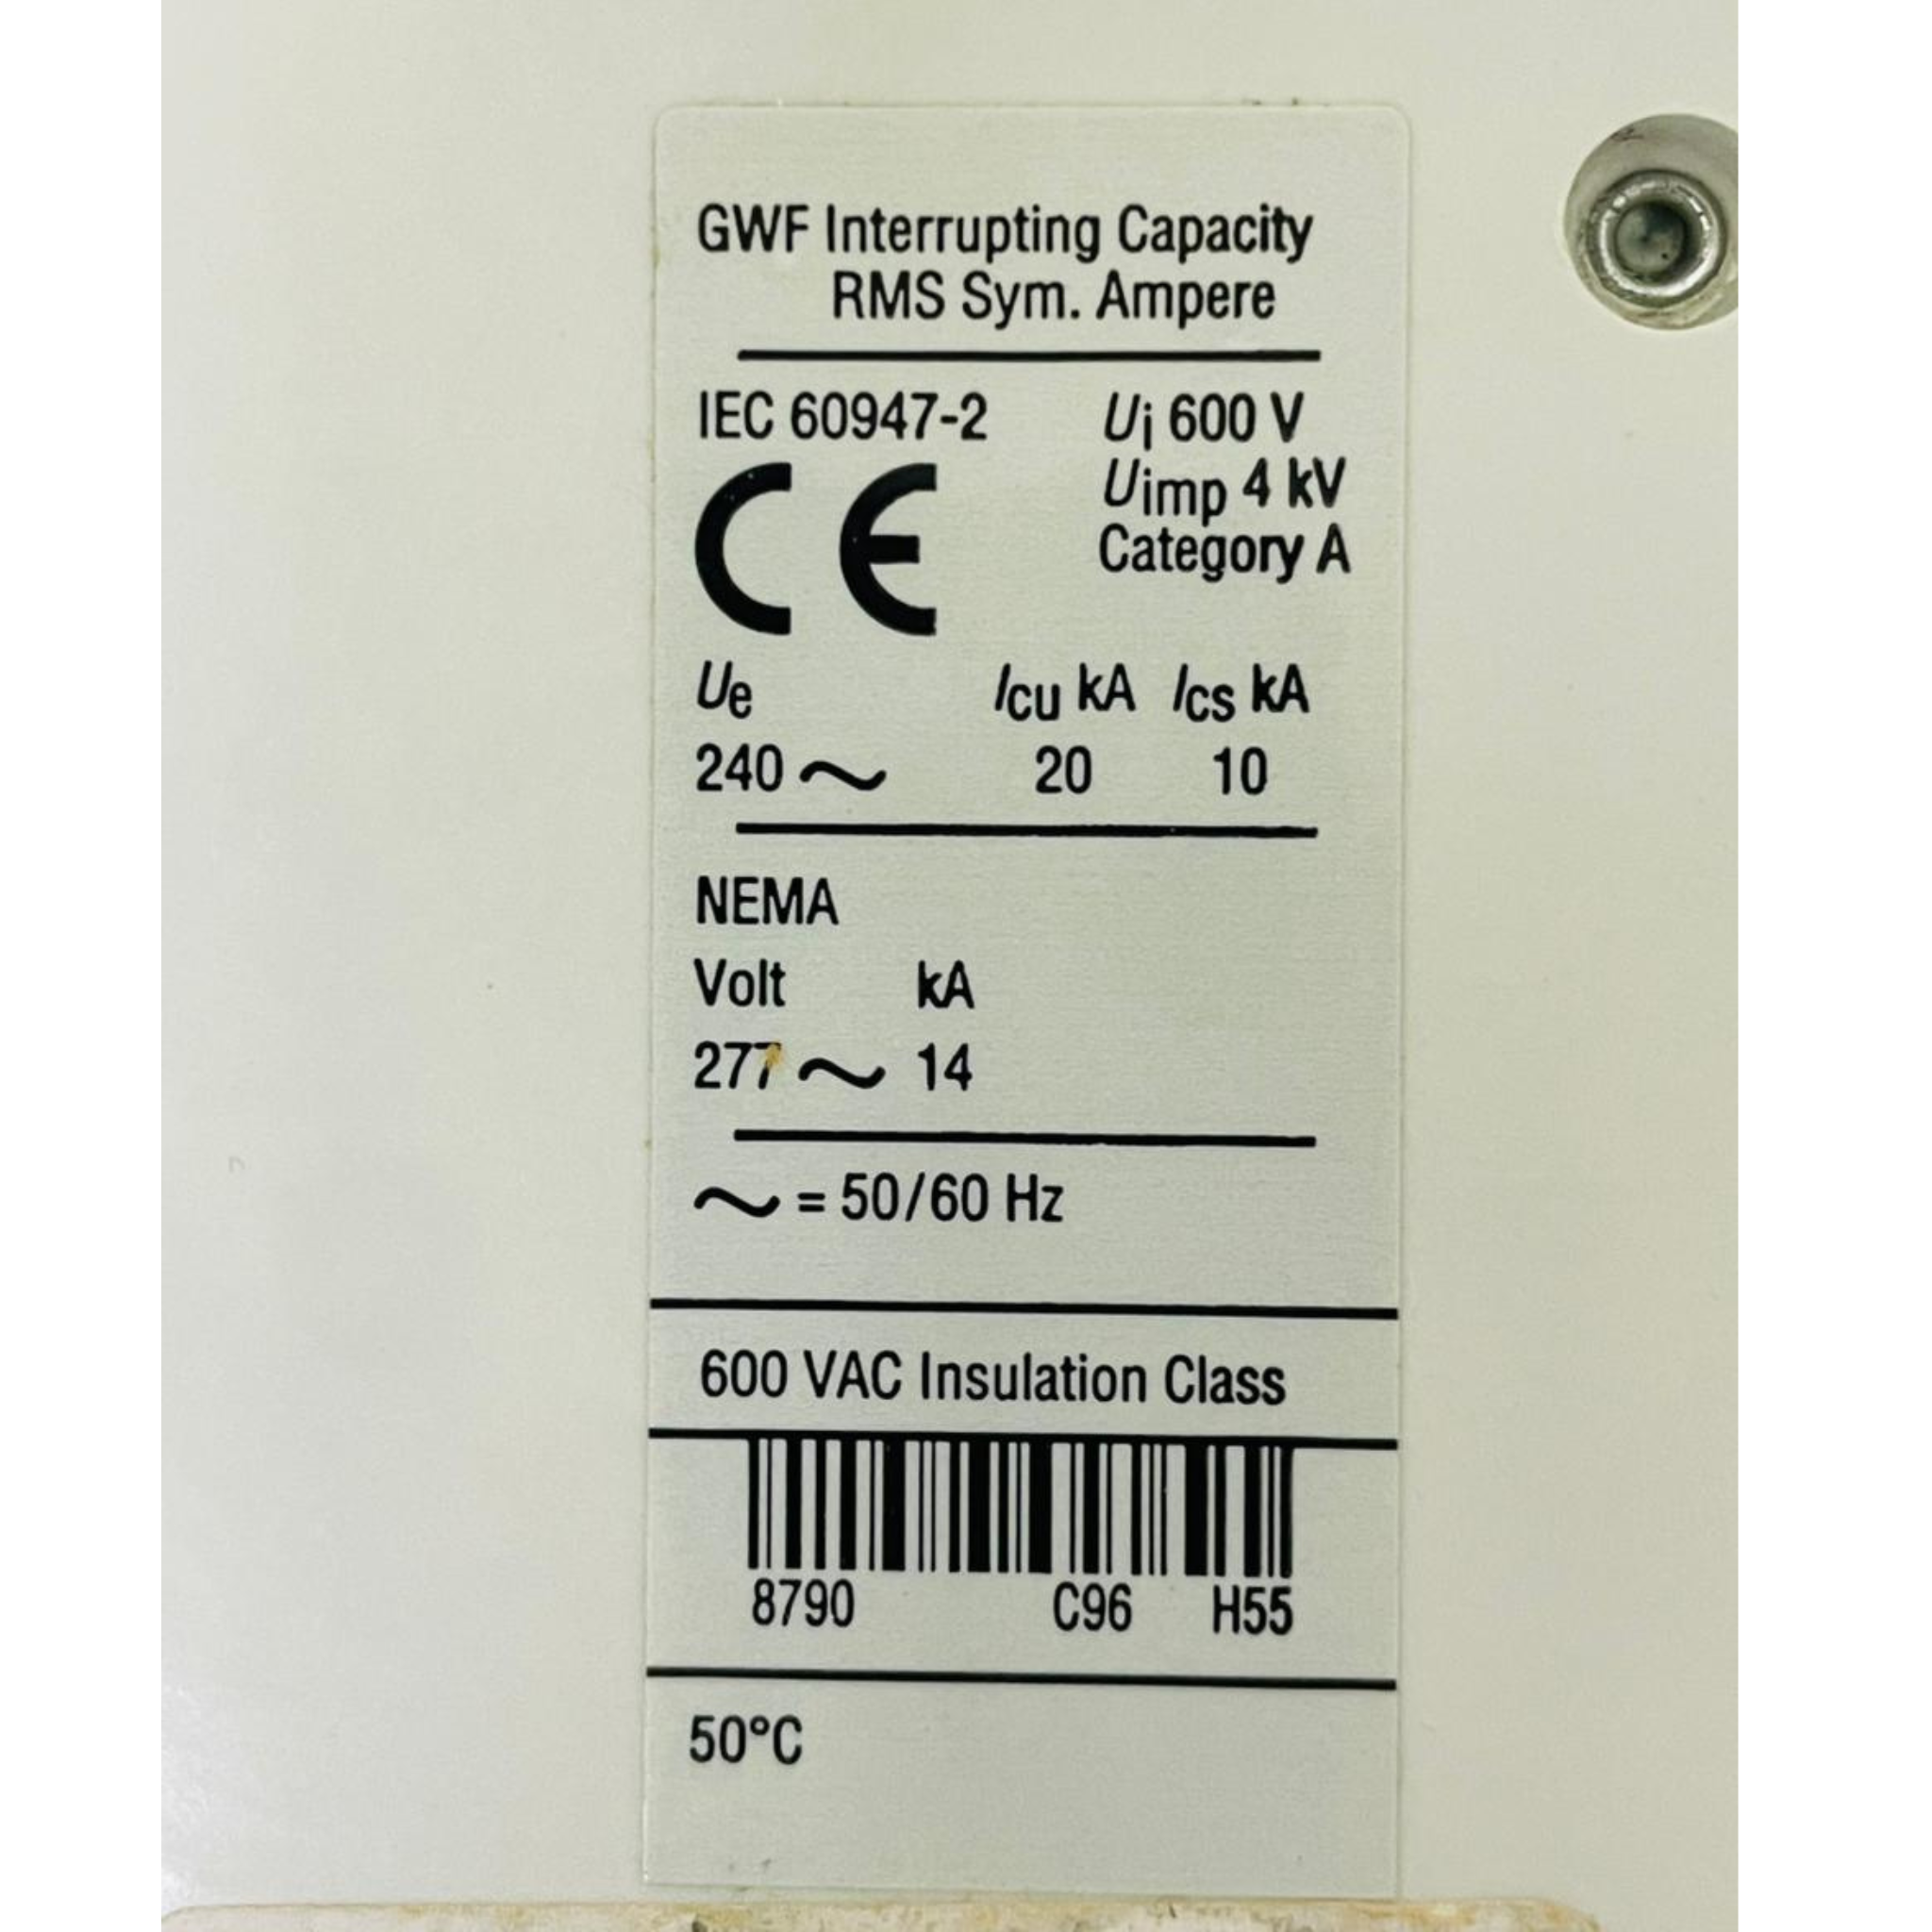 GWF Interrupting Capacity
RMS Sym. Ampere
IEC 60947-2 Ui 600 V
CE Uimp 4 kV
Category A
Ue Icu kA Ics kA
240 ~ 20 10
NEMA
Volt kA
277 ~ 14
~ = 50/60 Hz
600 VAC Insulation Class
8790 C96 H55
50°C